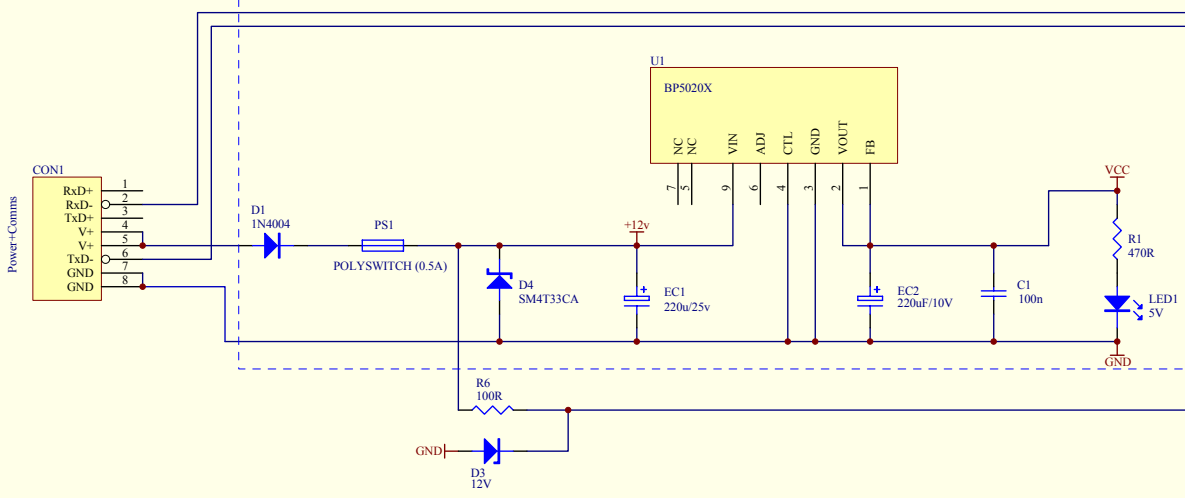 U1
BP5020X
NC
NC
VIN
ADJ
CTL
GND
VOUT
FB
7
5
9
6
4
3
2
1
CON1
Power+Comms
RxD+ 1
RxD- 2
TxD+ 3
V+ 4
V+ 5
TxD- 6
GND 7
GND 8
D1
1N4004
PS1
POLYSWITCH (0.5A)
D4
SM4T33CA
+12v
+
EC1
220u/25v
+
EC2
220uF/10V
C1
100n
VCC
R1
470R
LED1
5V
GND
R6
100R
GND
D3
12V